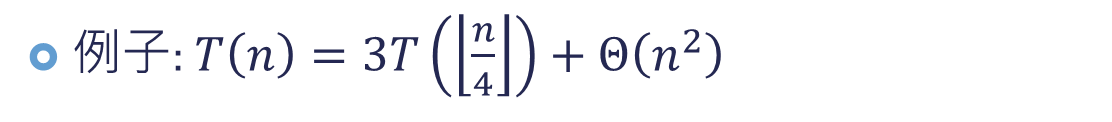 例子: T(n) = 3T(⌊n/4⌋) + Θ(n²)